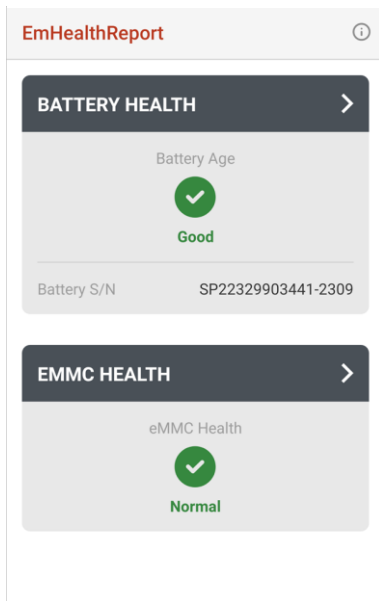 EmHealthReport
BATTERY HEALTH
Battery Age
Good
Battery S/N SP22329903441-2309
EMMC HEALTH
eMMC Health
Normal